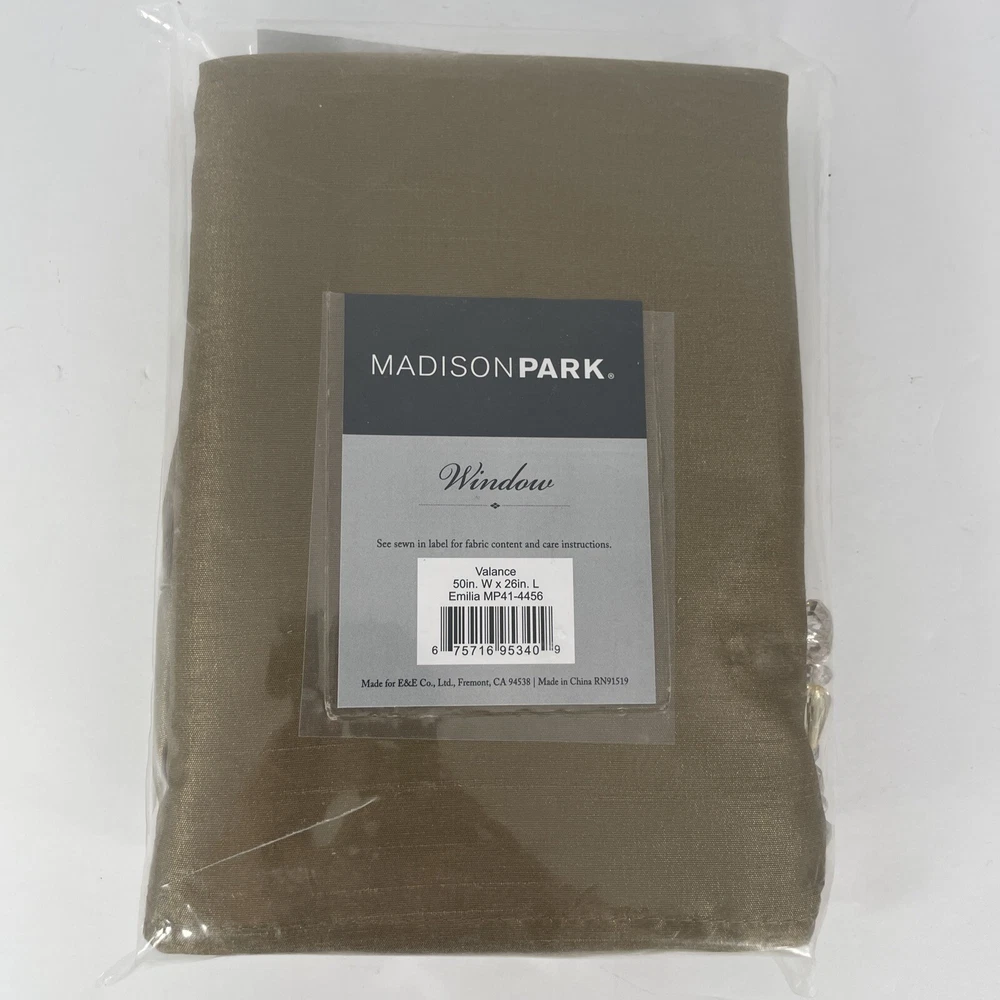 MADISONPARK®
Window
See sewn in label for fabric content and care instructions.
Valance
50in. W x 26in. L
Emilia MP41-4456
6 75716 95340 9
Made for E&E Co., Ltd., Fremont, CA 94538 | Made in China RN91519